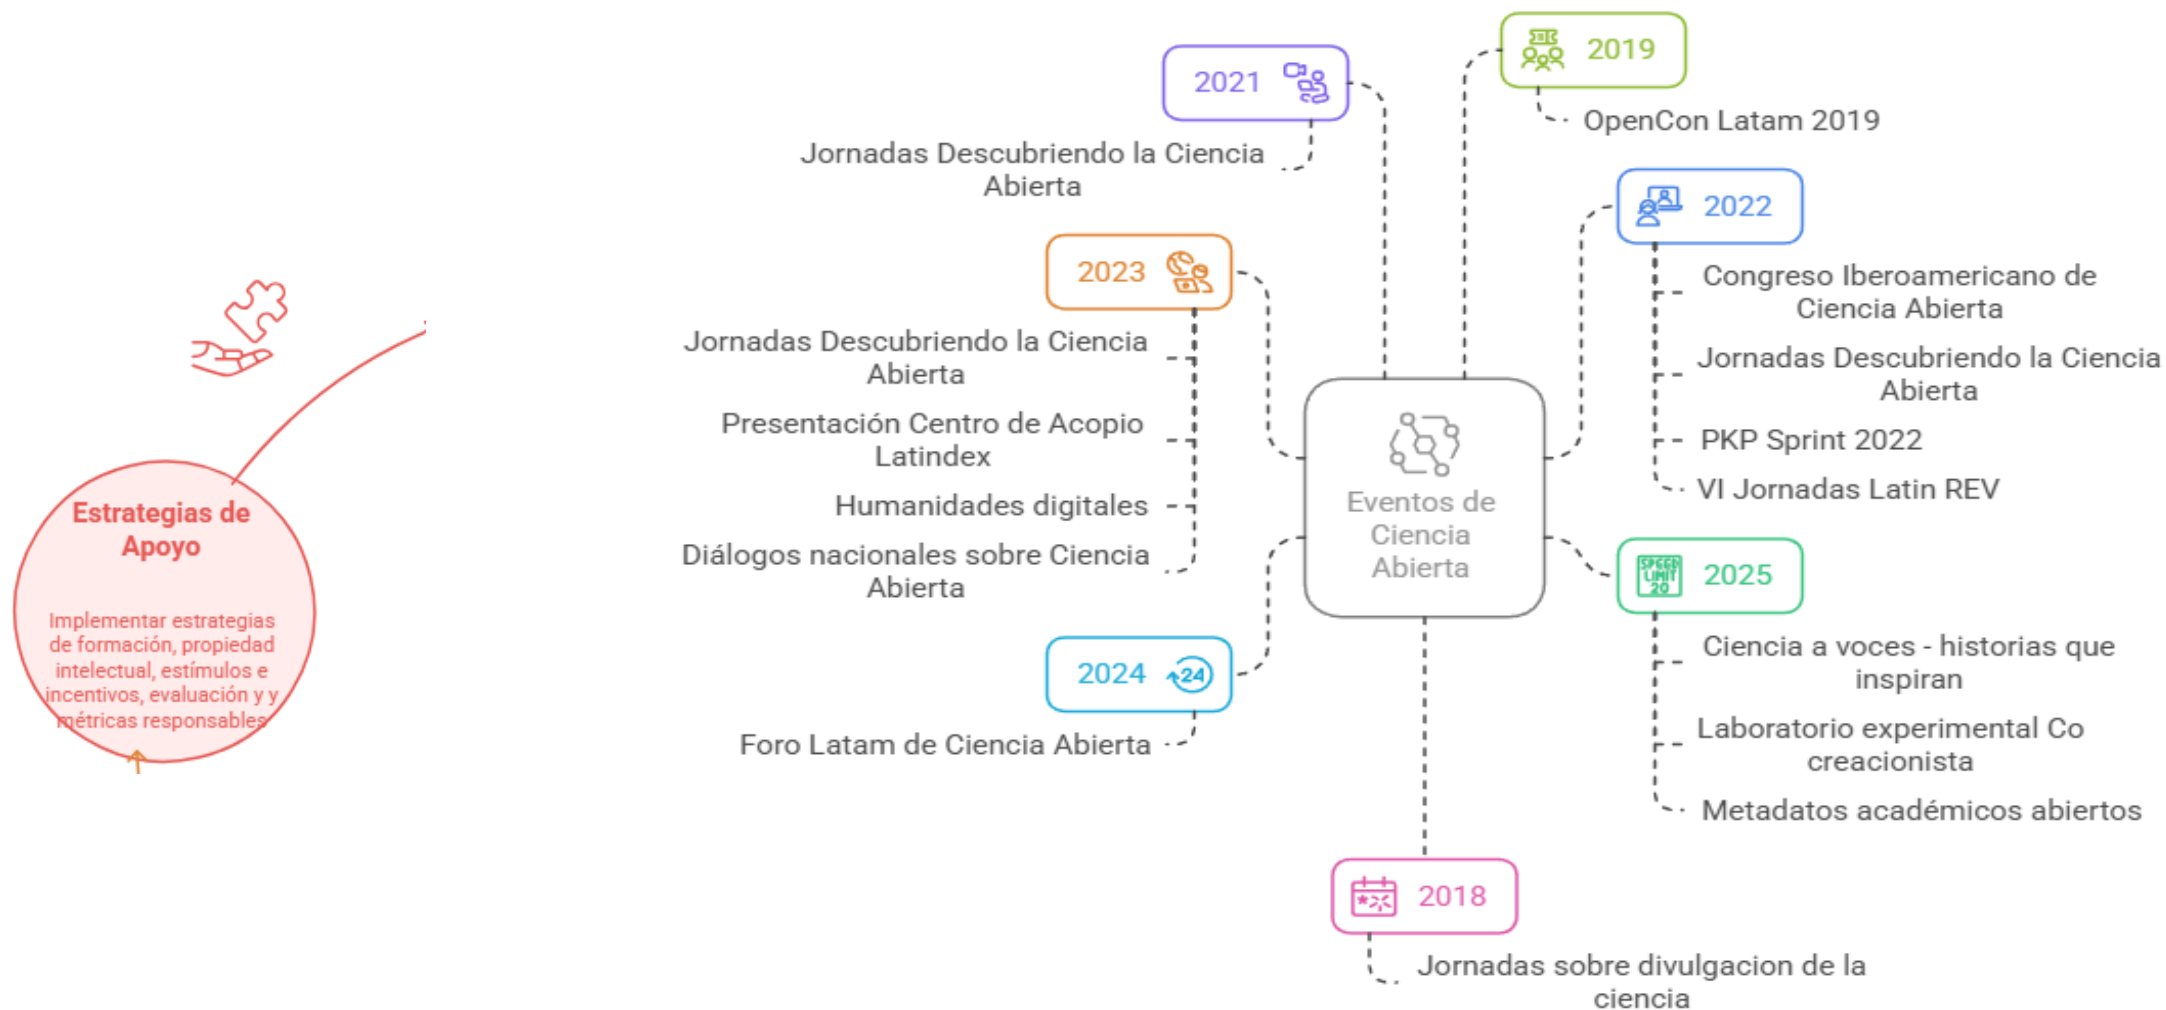 Estrategias de
Apoyo
Implementar estrategias
de formación, propiedad
intelectual, estímulos e
incentivos, evaluación y y
métricas responsables
2021
Jornadas Descubriendo la Ciencia
Abierta
2023
Jornadas Descubriendo la Ciencia
Abierta
Presentación Centro de Acopio
Latindex
Humanidades digitales
Diálogos nacionales sobre Ciencia
Abierta
2024
24
Foro Latam de Ciencia Abierta
Eventos de
Ciencia
Abierta
2019
OpenCon Latam 2019
2022
Congreso Iberoamericano de
Ciencia Abierta
Jornadas Descubriendo la Ciencia
Abierta
PKP Sprint 2022
VI Jornadas Latin REV
SPEED
LIMIT
20
2025
Ciencia a voces - historias que
inspiran
Laboratorio experimental Co
creacionista
Metadatos académicos abiertos
2018
Jornadas sobre divulgacion de la
ciencia